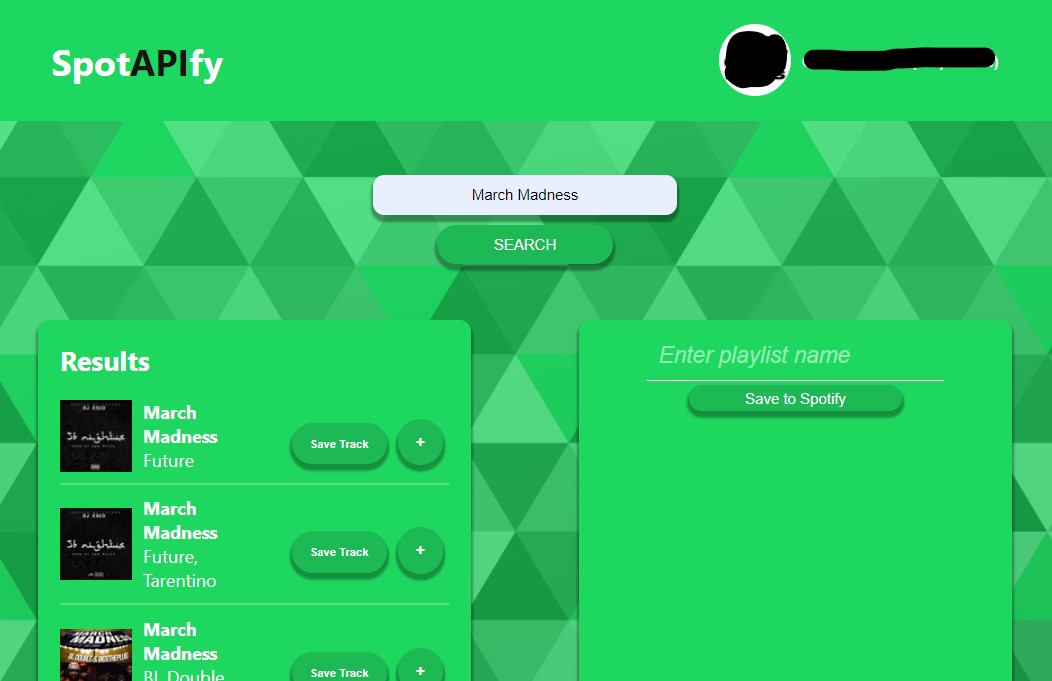 SpotAPIfy
March Madness
SEARCH
Results
March
Madness
Future
Save Track
+
March
Madness
Future,
Tarentino
Save Track
+
March
Madness
BL Double
Save Track
+
Enter playlist name
Save to Spotify